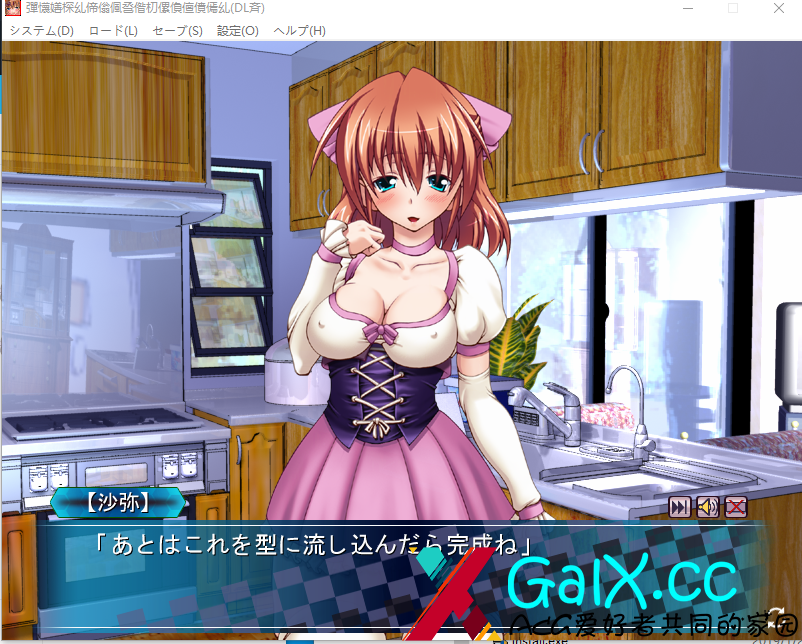 システム(D) ロード(L) セーブ(S) 設定(O) ヘルプ(H)
【沙弥】
「あとはこれを型に流し込んだら完成ね」
GalX.cc
ACG爱好者共同的家园